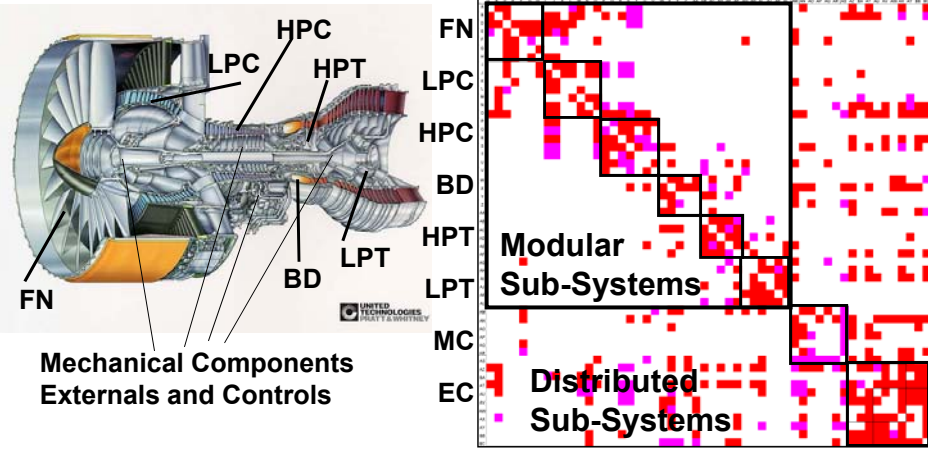 HPC
LPC
HPT
FN
BD
LPT
UNITED
TECHNOLOGIES
PRATT & WHITNEY
Mechanical Components
Externals and Controls
FN
LPC
HPC
BD
HPT
LPT
MC
EC
Modular
Sub-Systems
Distributed
Sub-Systems